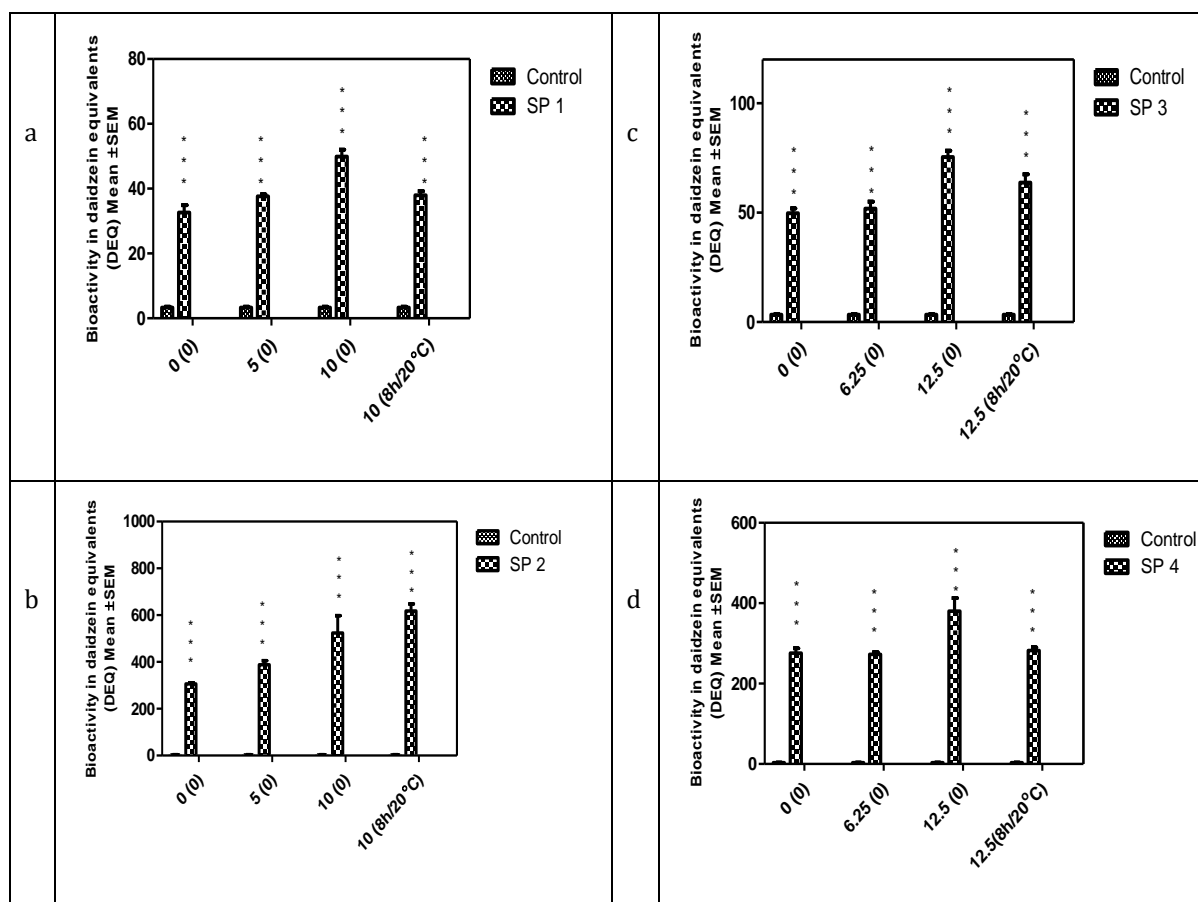 a
Bioactivity in daidzein equivalents
(DEQ) Mean ±SEM
80
60
40
20
0
* * *
* * *
* * *
* * *
0 (0)
5 (0)
10 (0)
10 (8h/20°C)
Control
SP 1
c
Bioactivity in daidzein equivalents
(DEQ) Mean ±SEM
100
50
0
* * *
* * *
* * *
* * *
0 (0)
6.25 (0)
12.5 (0)
12.5 (8h/20°C)
Control
SP 3
b
Bioactivity in daidzein equivalents
(DEQ) Mean ±SEM
1000
800
600
400
200
0
* * *
* * *
* * *
* * *
0 (0)
5 (0)
10 (0)
10 (8h/20°C)
Control
SP 2
d
Bioactivity in daidzein equivalents
(DEQ) Mean ±SEM
600
400
200
0
* * *
* * *
* * *
* * *
0 (0)
6.25 (0)
12.5 (0)
12.5(8h/20°C)
Control
SP 4